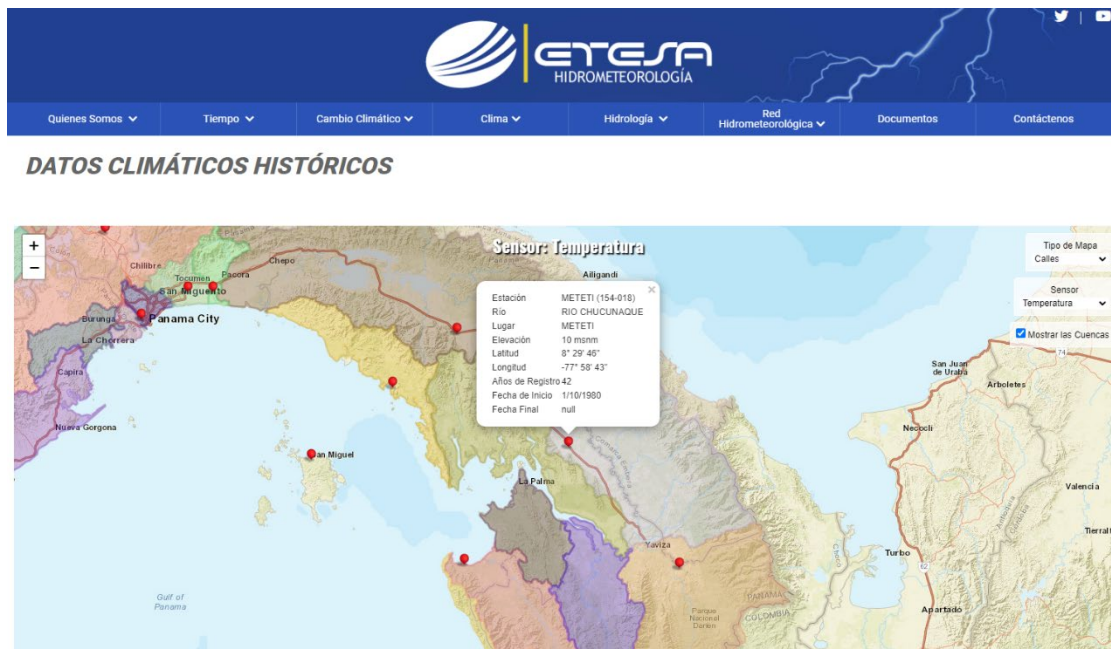 ETESA
HIDROMETEOROLOGÍA
Quienes Somos
Tiempo
Cambio Climático
Clima
Hidrología
Red
Hidrometeorológica
Documentos
Contáctenos
DATOS CLIMÁTICOS HISTÓRICOS
+
−
Sensor: Temperatura
Tipo de Mapa
Calles
Sensor
Temperatura
Mostrar las Cuencas
Estación METETI (154-018)
Río RIO CHUCUNAQUE
Lugar METETI
Elevación 10 msnm
Latitud 8° 29' 46"
Longitud -77° 58' 43"
Años de Registro 42
Fecha de Inicio 1/10/1980
Fecha Final null
×
Ailigandi
Chepo
Chilibre
Tocumen
Pacora
San Miguelito
Burunga
Panama City
La Chorrera
Capira
Nueva Gorgona
San Miguel
La Palma
Yaviza
Gulf of
Panama
Parque
Nacional
Darién
PANAMA
COLOMBIA
San Juan
de Urabá
Arboletes
74
Necoclí
Valencia
Tierralt
Turbo
62
Apartado